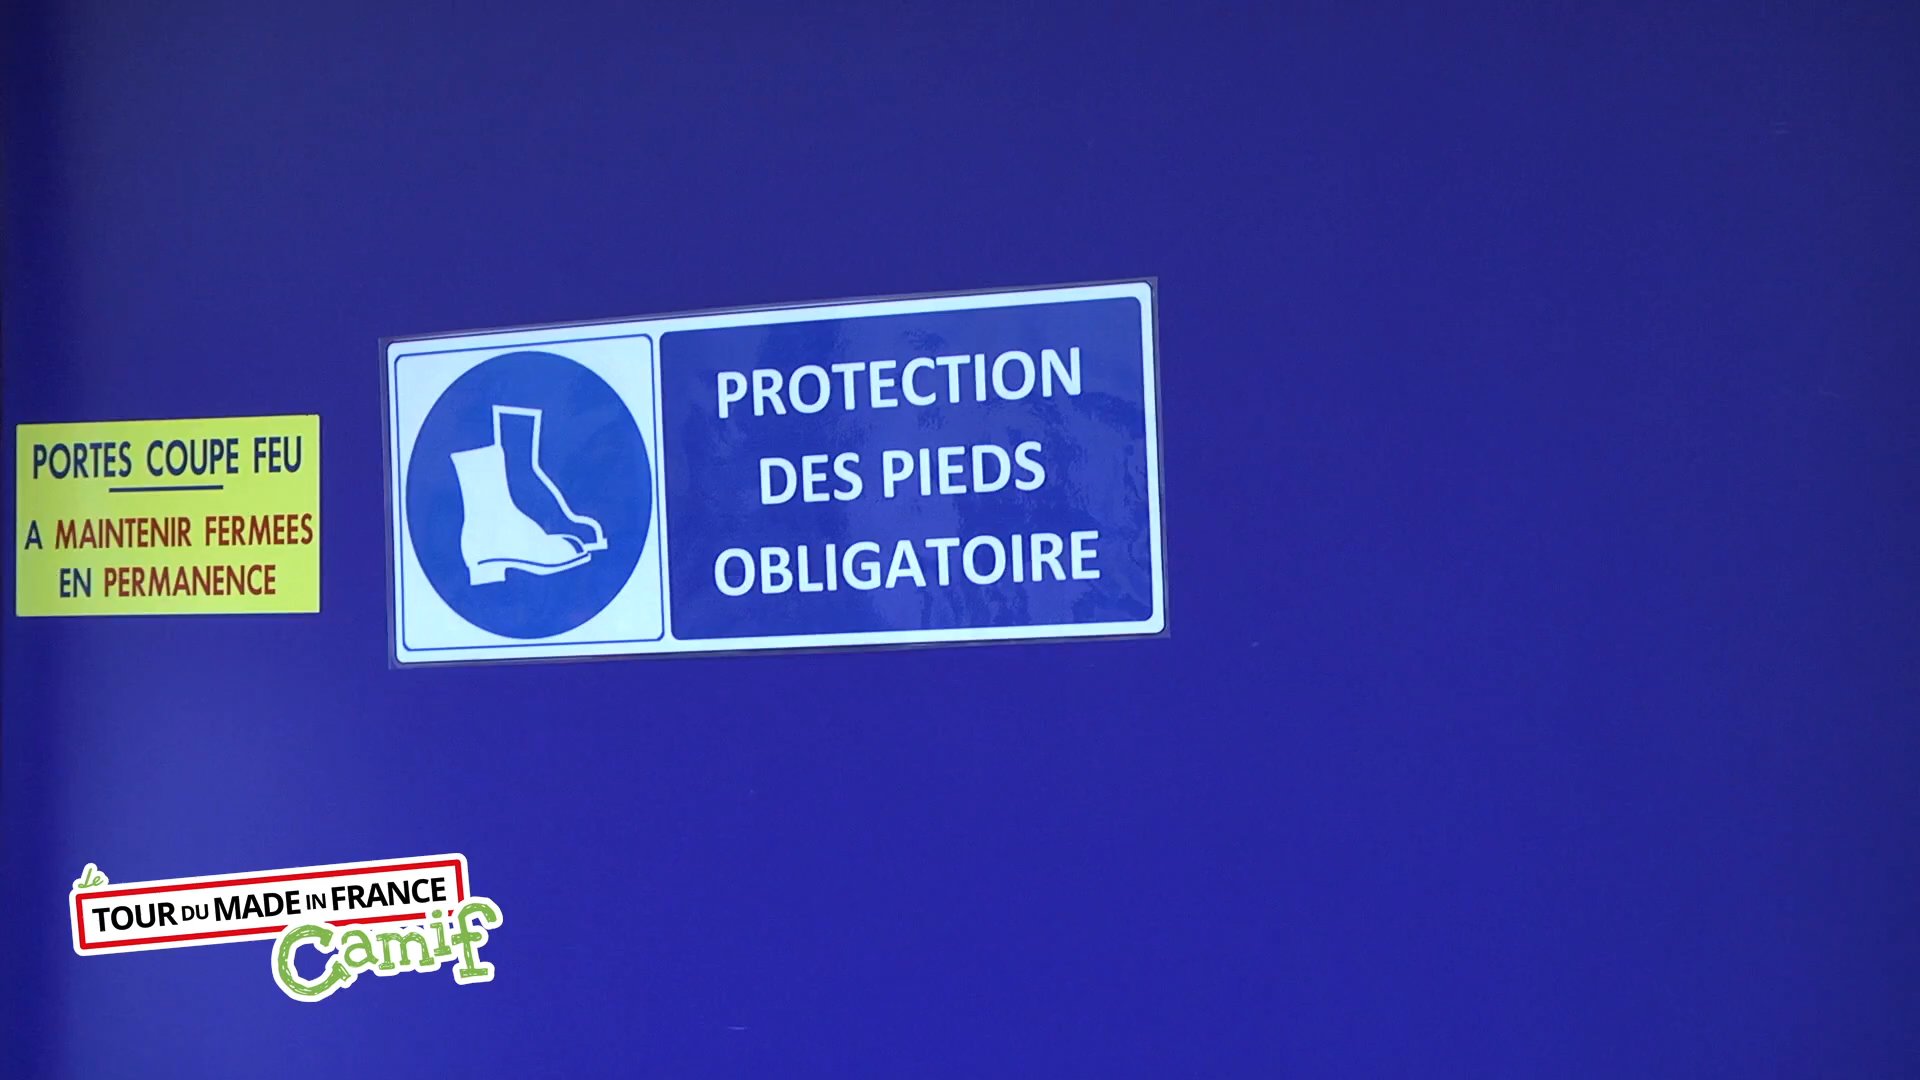 PORTES COUPE FEU
A MAINTENIR FERMEES
EN PERMANENCE
PROTECTION
DES PIEDS
OBLIGATOIRE
Le
TOUR DU MADE IN FRANCE
Camif